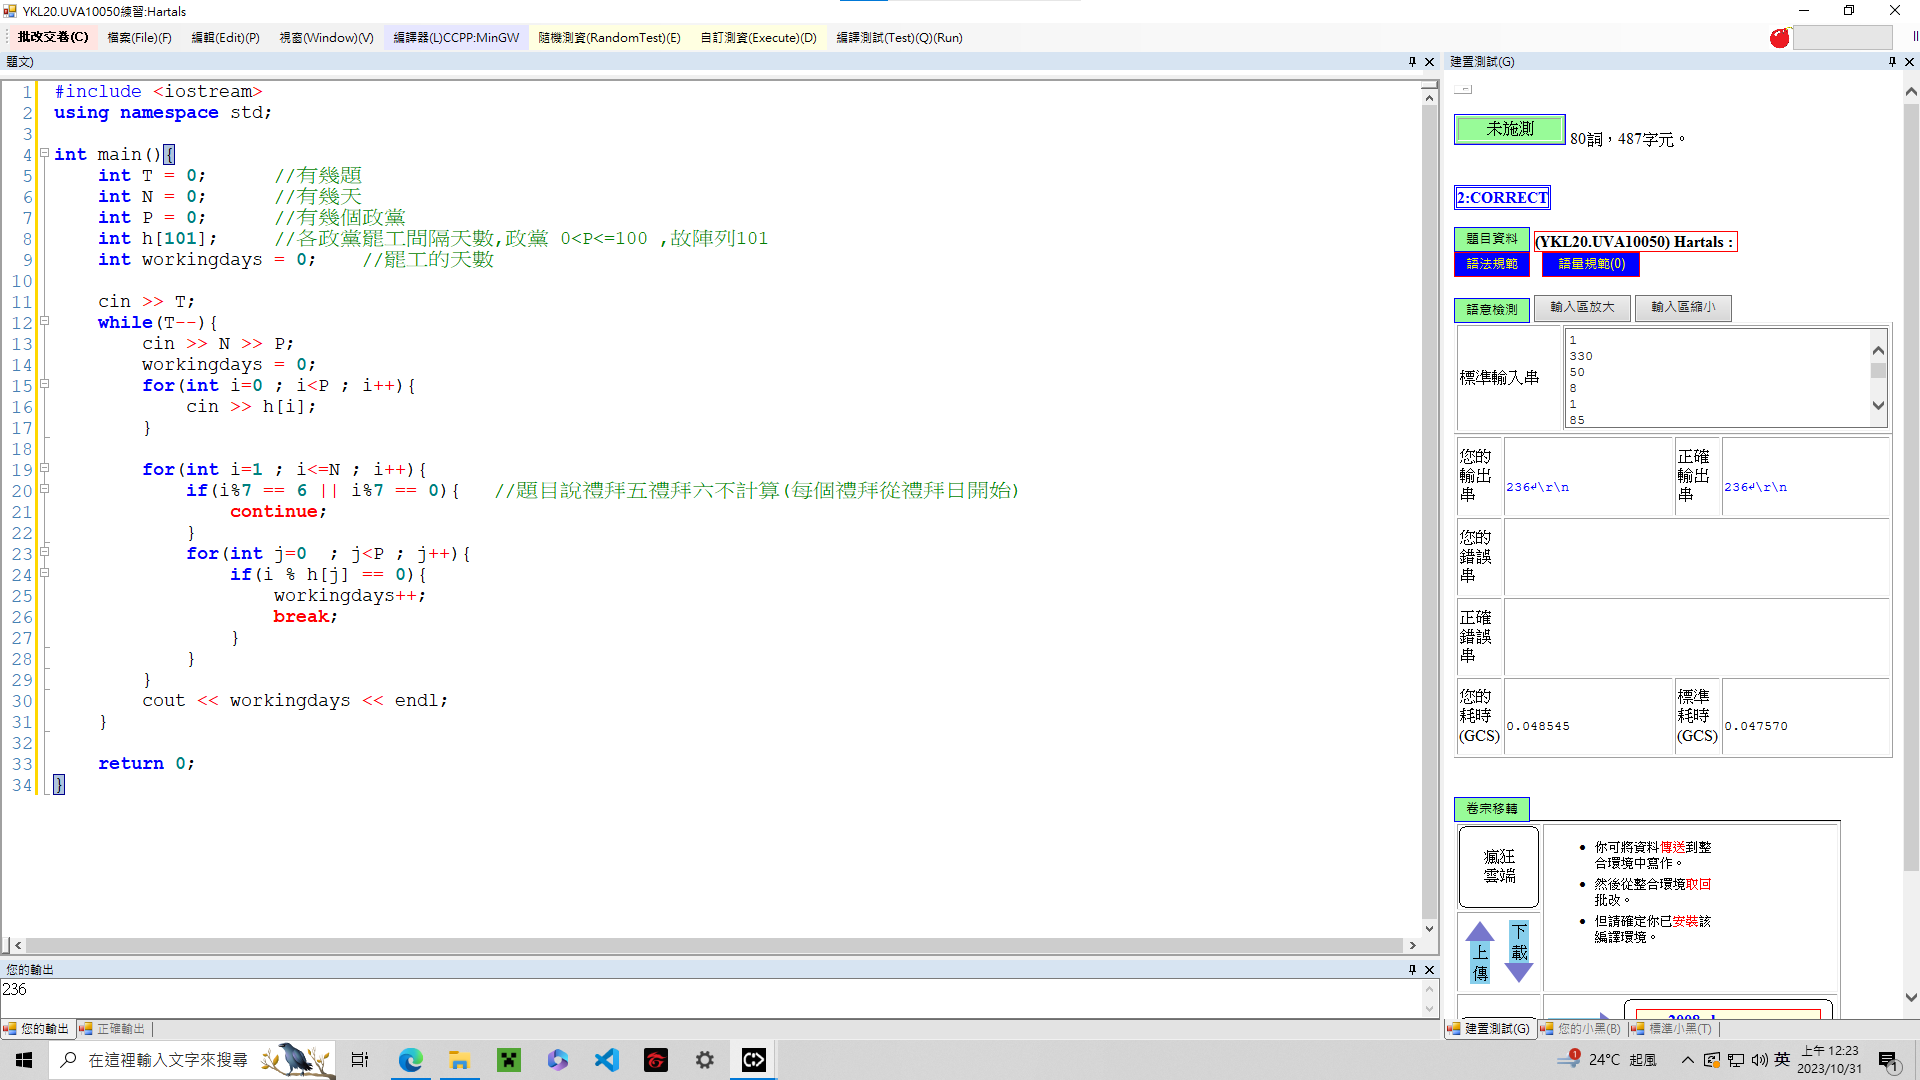 YKL20.UVA10050練習:Hartals
批改交卷(C) 檔案(File)(F) 編輯(Edit)(P) 視窗(Window)(V) 編譯器(L)CCPP:MinGW 隨機測資(RandomTest)(E) 自訂測資(Execute)(D) 編譯測試(Test)(Q)(Run)
題文)
1 #include <iostream>
2 using namespace std;
3
4 int main(){
5 int T = 0; //有幾題
6 int N = 0; //有幾天
7 int P = 0; //有幾個政黨
8 int h[101]; //各政黨罷工間隔天數,政黨 0<P<=100 ,故陣列101
9 int workingdays = 0; //罷工的天數
10
11 cin >> T;
12 while(T--){
13 cin >> N >> P;
14 workingdays = 0;
15 for(int i=0 ; i<P ; i++){
16 cin >> h[i];
17 }
18
19 for(int i=1 ; i<=N ; i++){
20 if(i%7 == 6 || i%7 == 0){ //題目說禮拜五禮拜六不計算(每個禮拜從禮拜日開始)
21 continue;
22 }
23 for(int j=0 ; j<P ; j++){
24 if(i % h[j] == 0){
25 workingdays++;
26 break;
27 }
28 }
29 }
30 cout << workingdays << endl;
31 }
32
33 return 0;
34 }
您的輸出
236
您的輸出 正確輸出
建置測試(G)
未施測 80詞，487字元。
2:CORRECT
題目資料 (YKL20.UVA10050) Hartals :
語法規範 語量規範(0)
語意檢測 輸入區放大 輸入區縮小
標準輸入串
1
330
50
8
1
85
您的輸出串 236↵\r\n 正確輸出串 236↵\r\n
您的錯誤串
正確錯誤串
您的耗時(GCS) 0.048545 標準耗時(GCS) 0.047570
卷宗移轉
瘋狂雲端
上傳 下載
你可將資料傳送到整
合環境中寫作。
然後從整合環境取回
批改。
但請確定你已安裝該
編譯環境。
建置測試(G) 您的小黑(B) 標準小黑(T)
在這裡輸入文字來搜尋
1 24°C 起風 英 上午 12:23
2023/10/31 1